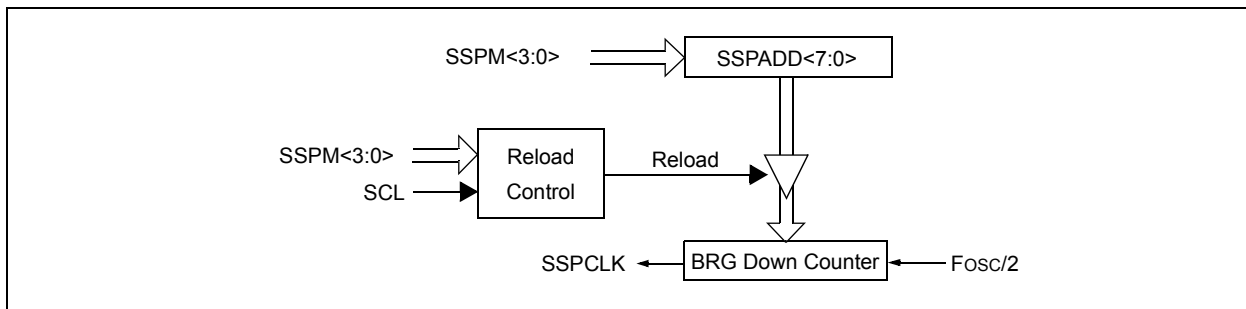 SSPM<3:0>
SSPADD<7:0>
SSPM<3:0>
SCL
Reload
Control
Reload
SSPCLK
BRG Down Counter
FOSC/2